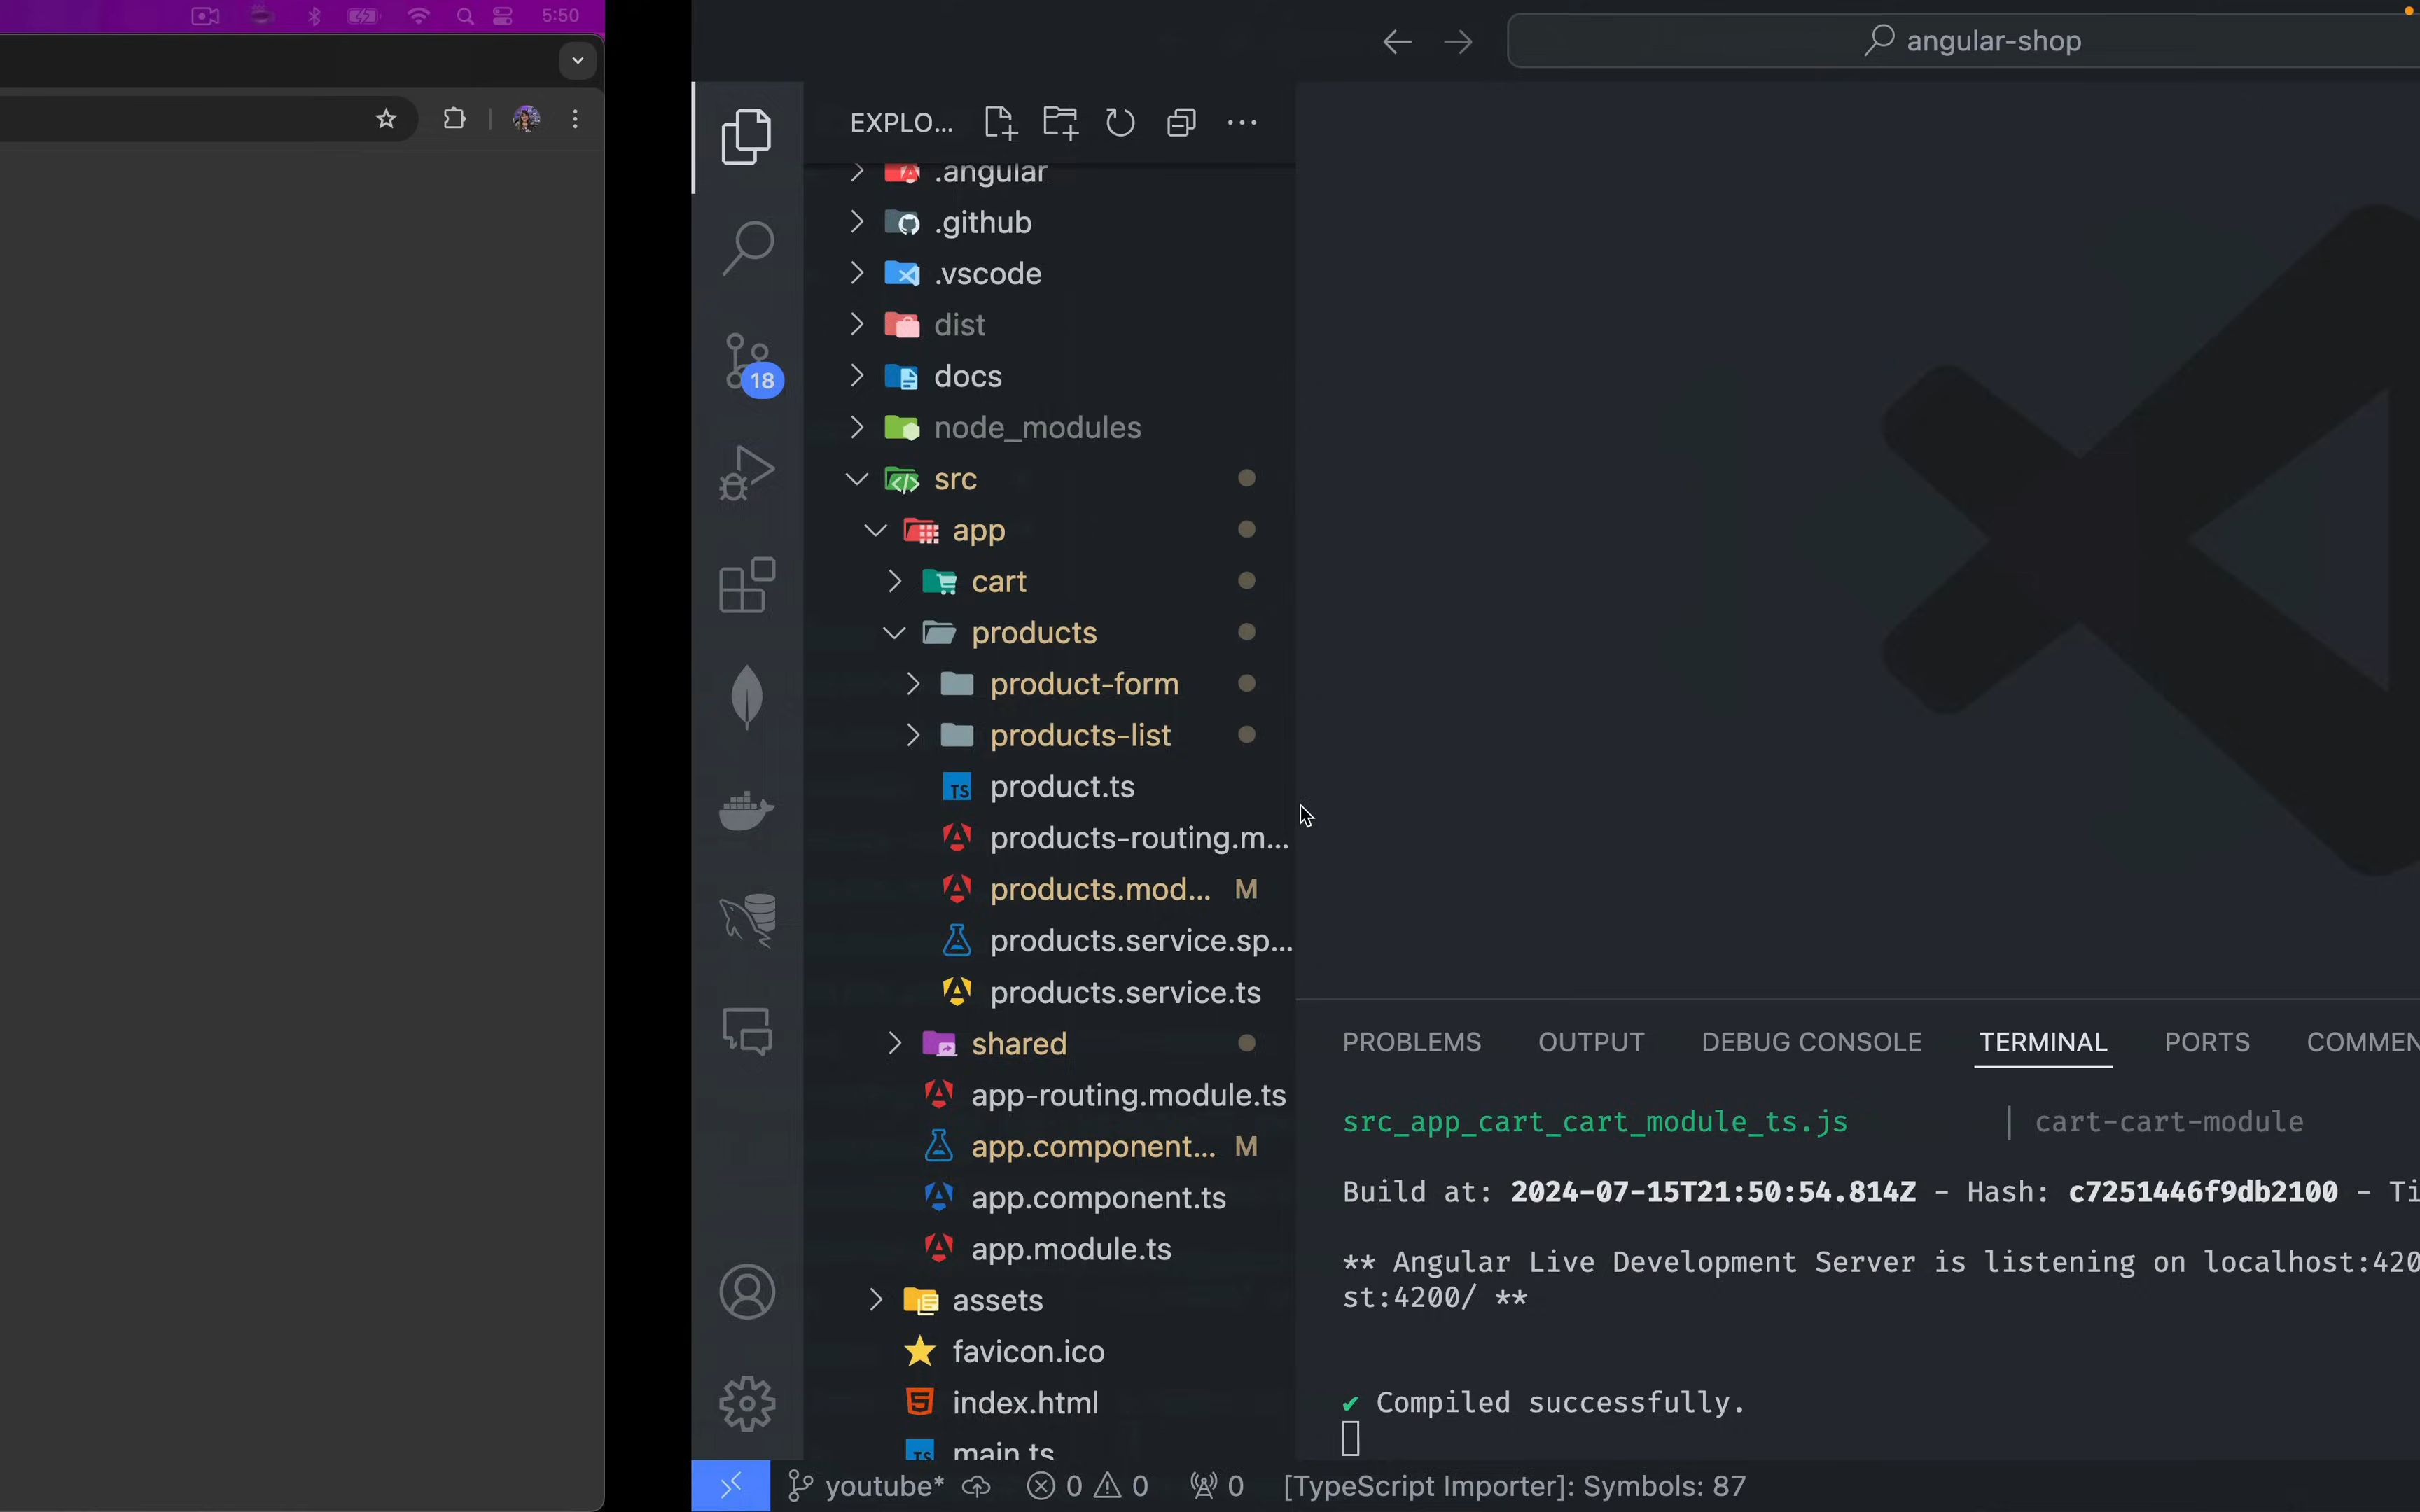 5:50
angular-shop
EXPLO...
.angular
.github
.vscode
18
dist
docs
node_modules
src
app
cart
products
product-form
products-list
TS product.ts
products-routing.m...
products.mod... M
products.service.sp...
products.service.ts
shared
app-routing.module.ts
app.component... M
app.component.ts
app.module.ts
assets
favicon.ico
index.html
TS main.ts
PROBLEMS OUTPUT DEBUG CONSOLE TERMINAL PORTS COMMEN
src_app_cart_cart_module_ts.js | cart-cart-module
Build at: 2024-07-15T21:50:54.814Z - Hash: c7251446f9db2100 - Ti
** Angular Live Development Server is listening on localhost:420
st:4200/ **
✔ Compiled successfully.
youtube* 0 0 0 [TypeScript Importer]: Symbols: 87